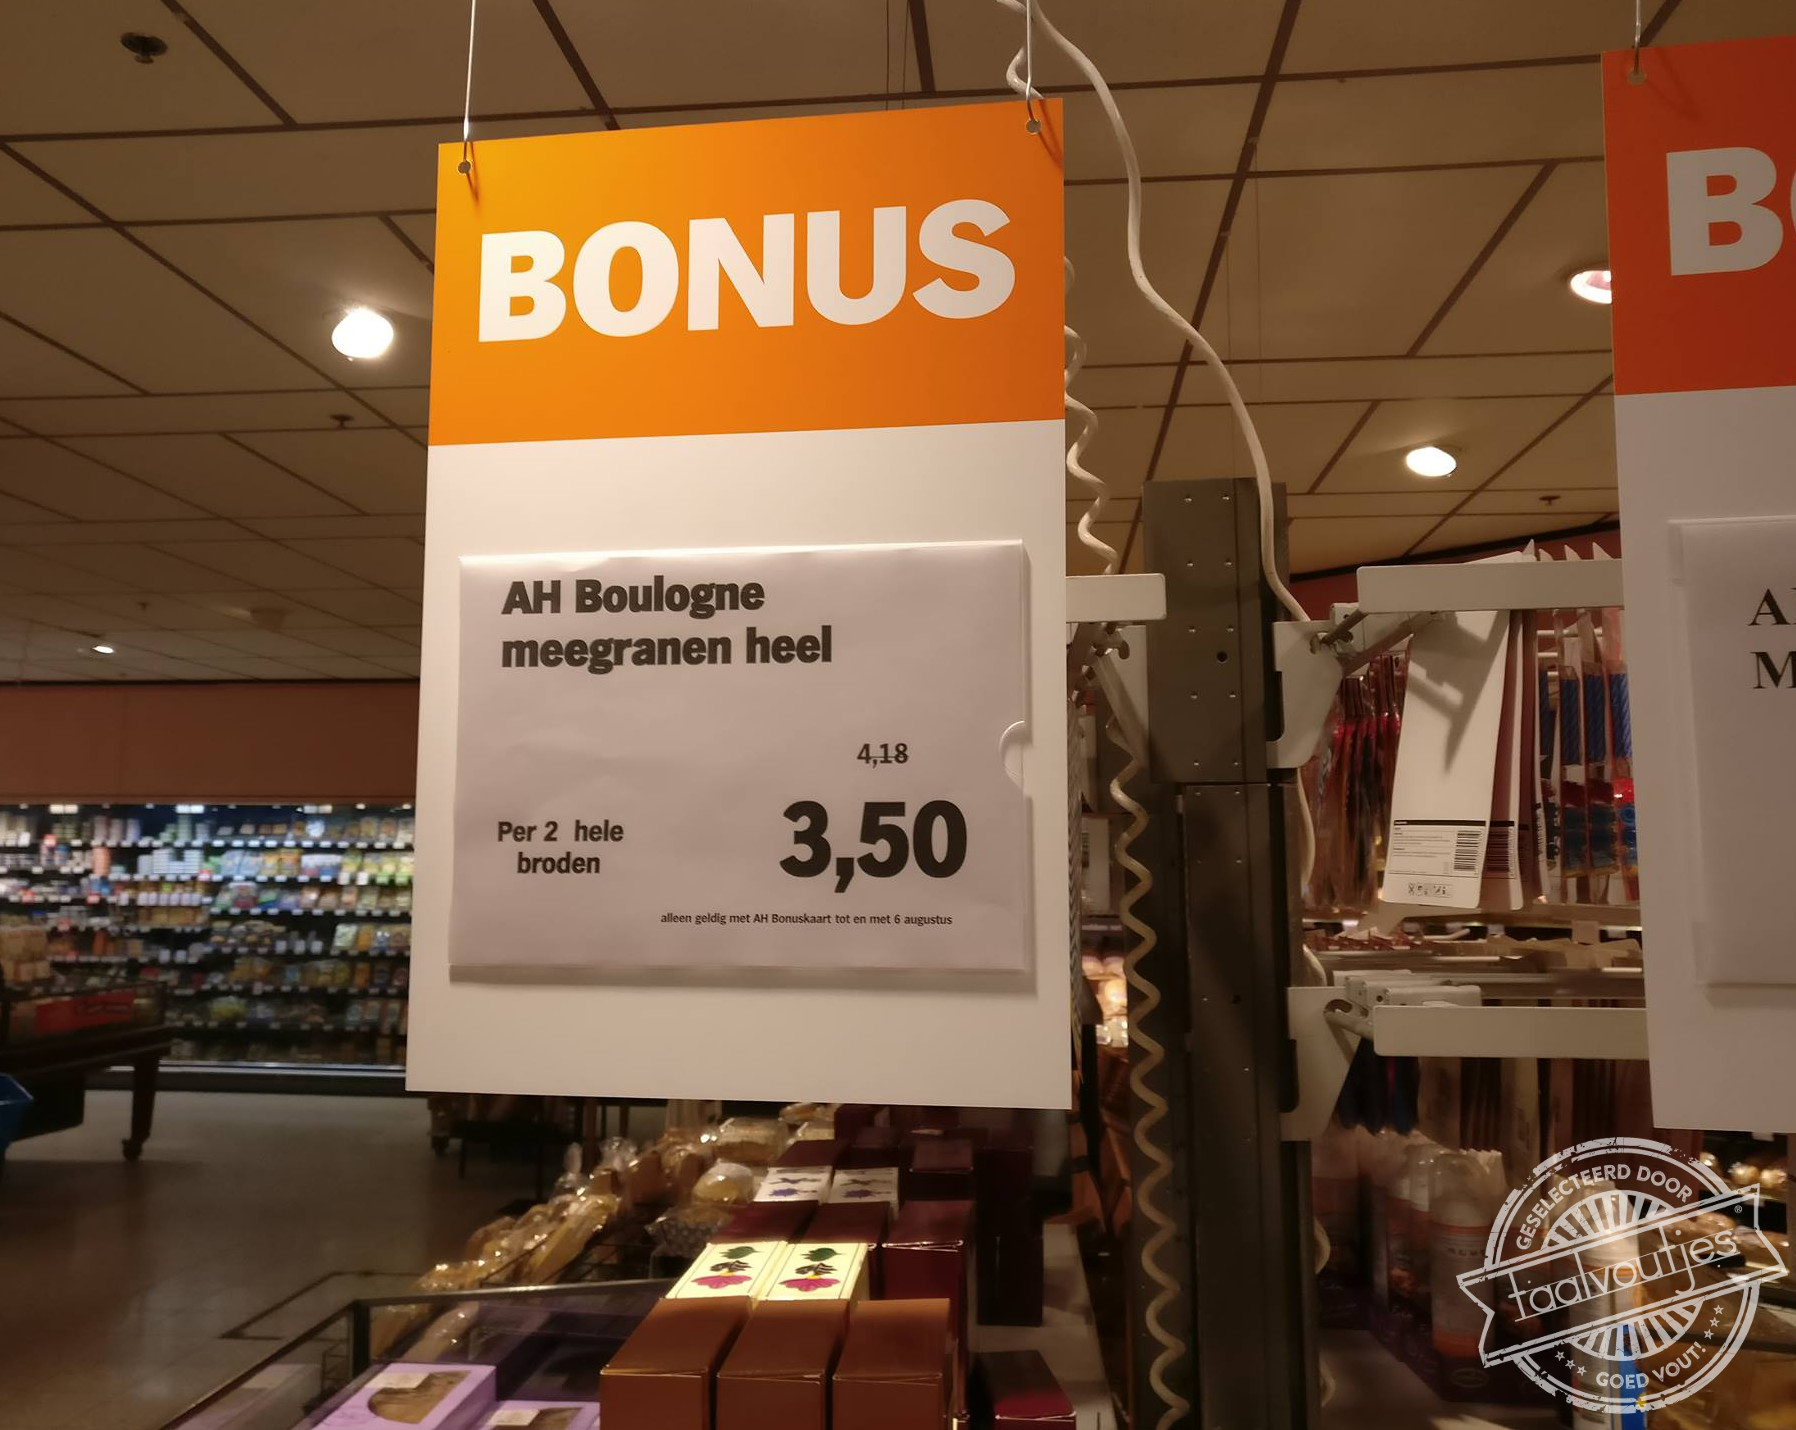 BONUS
AH Boulogne
meegranen heel
4,18
Per 2 hele
broden
3,50
alleen geldig met AH Bonuskaart tot en met 6 augustus
GESELECTEERD DOOR
taalvoutjes®
GOED VOUT!